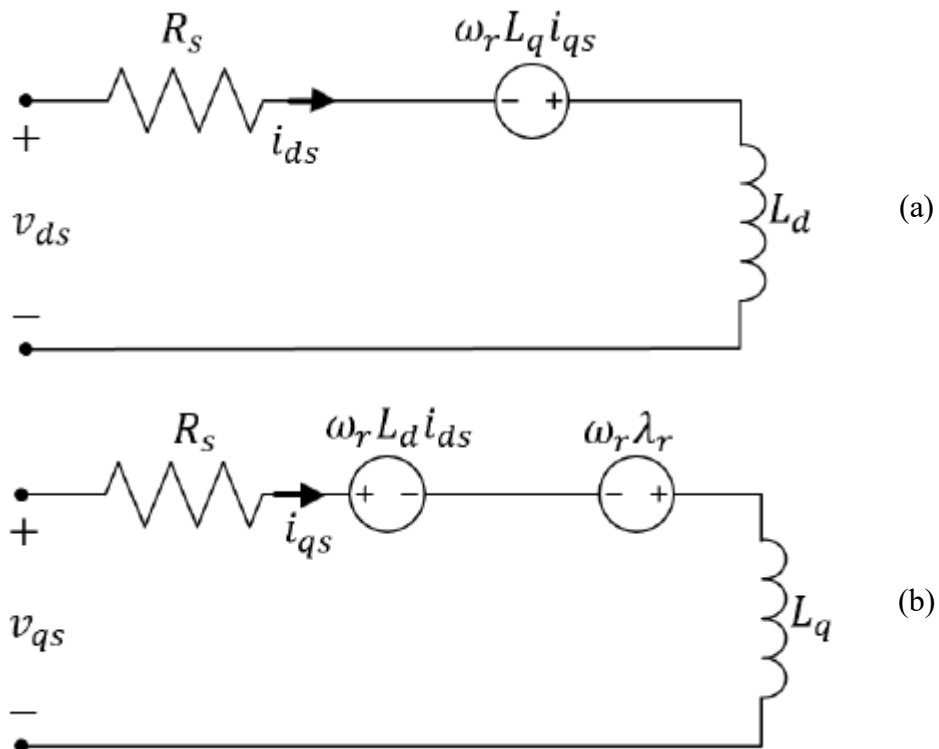 R_s
ω_r L_q i_qs
− +
+
i_ds
v_ds
L_d
(a)
−
R_s
ω_r L_d i_ds
ω_r λ_r
+ −
− +
+
i_qs
v_qs
L_q
(b)
−